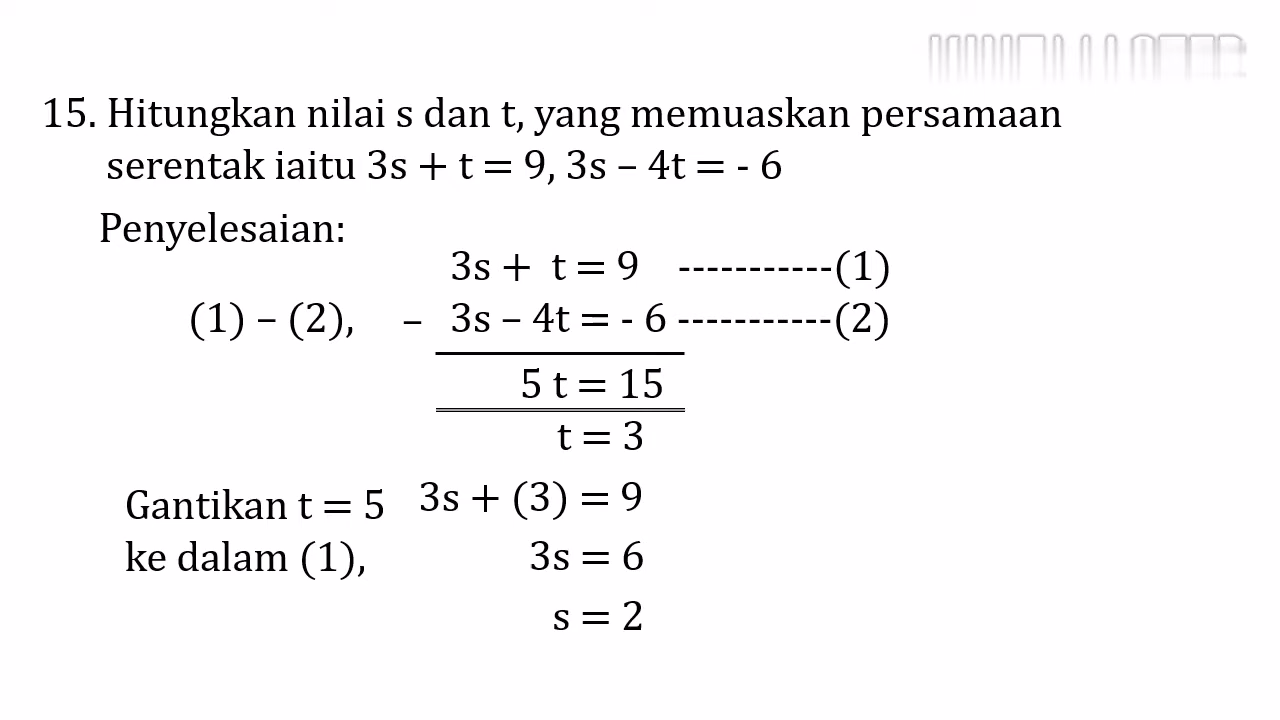 15. Hitungkan nilai s dan t, yang memuaskan persamaan
serentak iaitu 3s + t = 9, 3s – 4t = - 6
Penyelesaian:
3s + t = 9 -----------(1)
(1) – (2), – 3s – 4t = - 6 -----------(2)
5 t = 15
t = 3
Gantikan t = 5 3s + (3) = 9
ke dalam (1), 3s = 6
s = 2